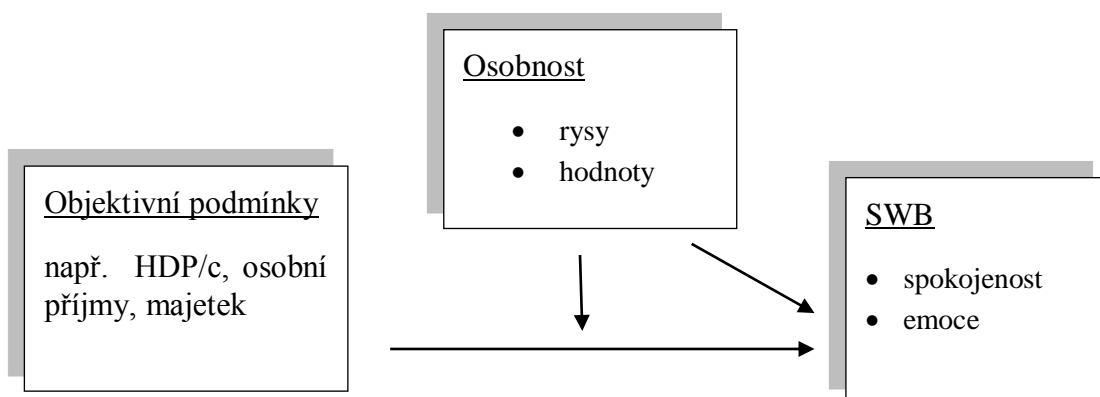 Osobnost
• rysy
• hodnoty
Objektivní podmínky
např. HDP/c, osobní
příjmy, majetek
SWB
• spokojenost
• emoce